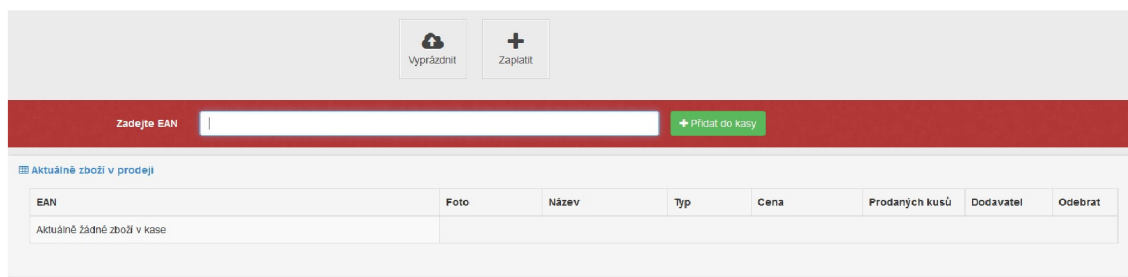 Vyprázdnit Zaplatit
Zadejte EAN Přidat do kasy
Aktuálně zboží v prodeji
EAN Foto Název Typ Cena Prodaných kusů Dodavatel Odebrat
Aktuálně žádné zboží v kase